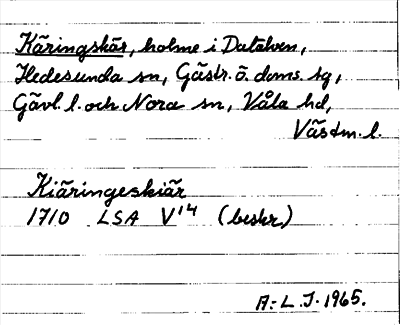 Käringskär, holme i Dalälven,
Hedesunda sn, Gästr. ö. doms. tg,
Gävl. l. och Nora sn, Våla hd,
Västm. l.
Kiäringeskiär
1710 LSA V14 (beskr)
A.-L. J. 1965.